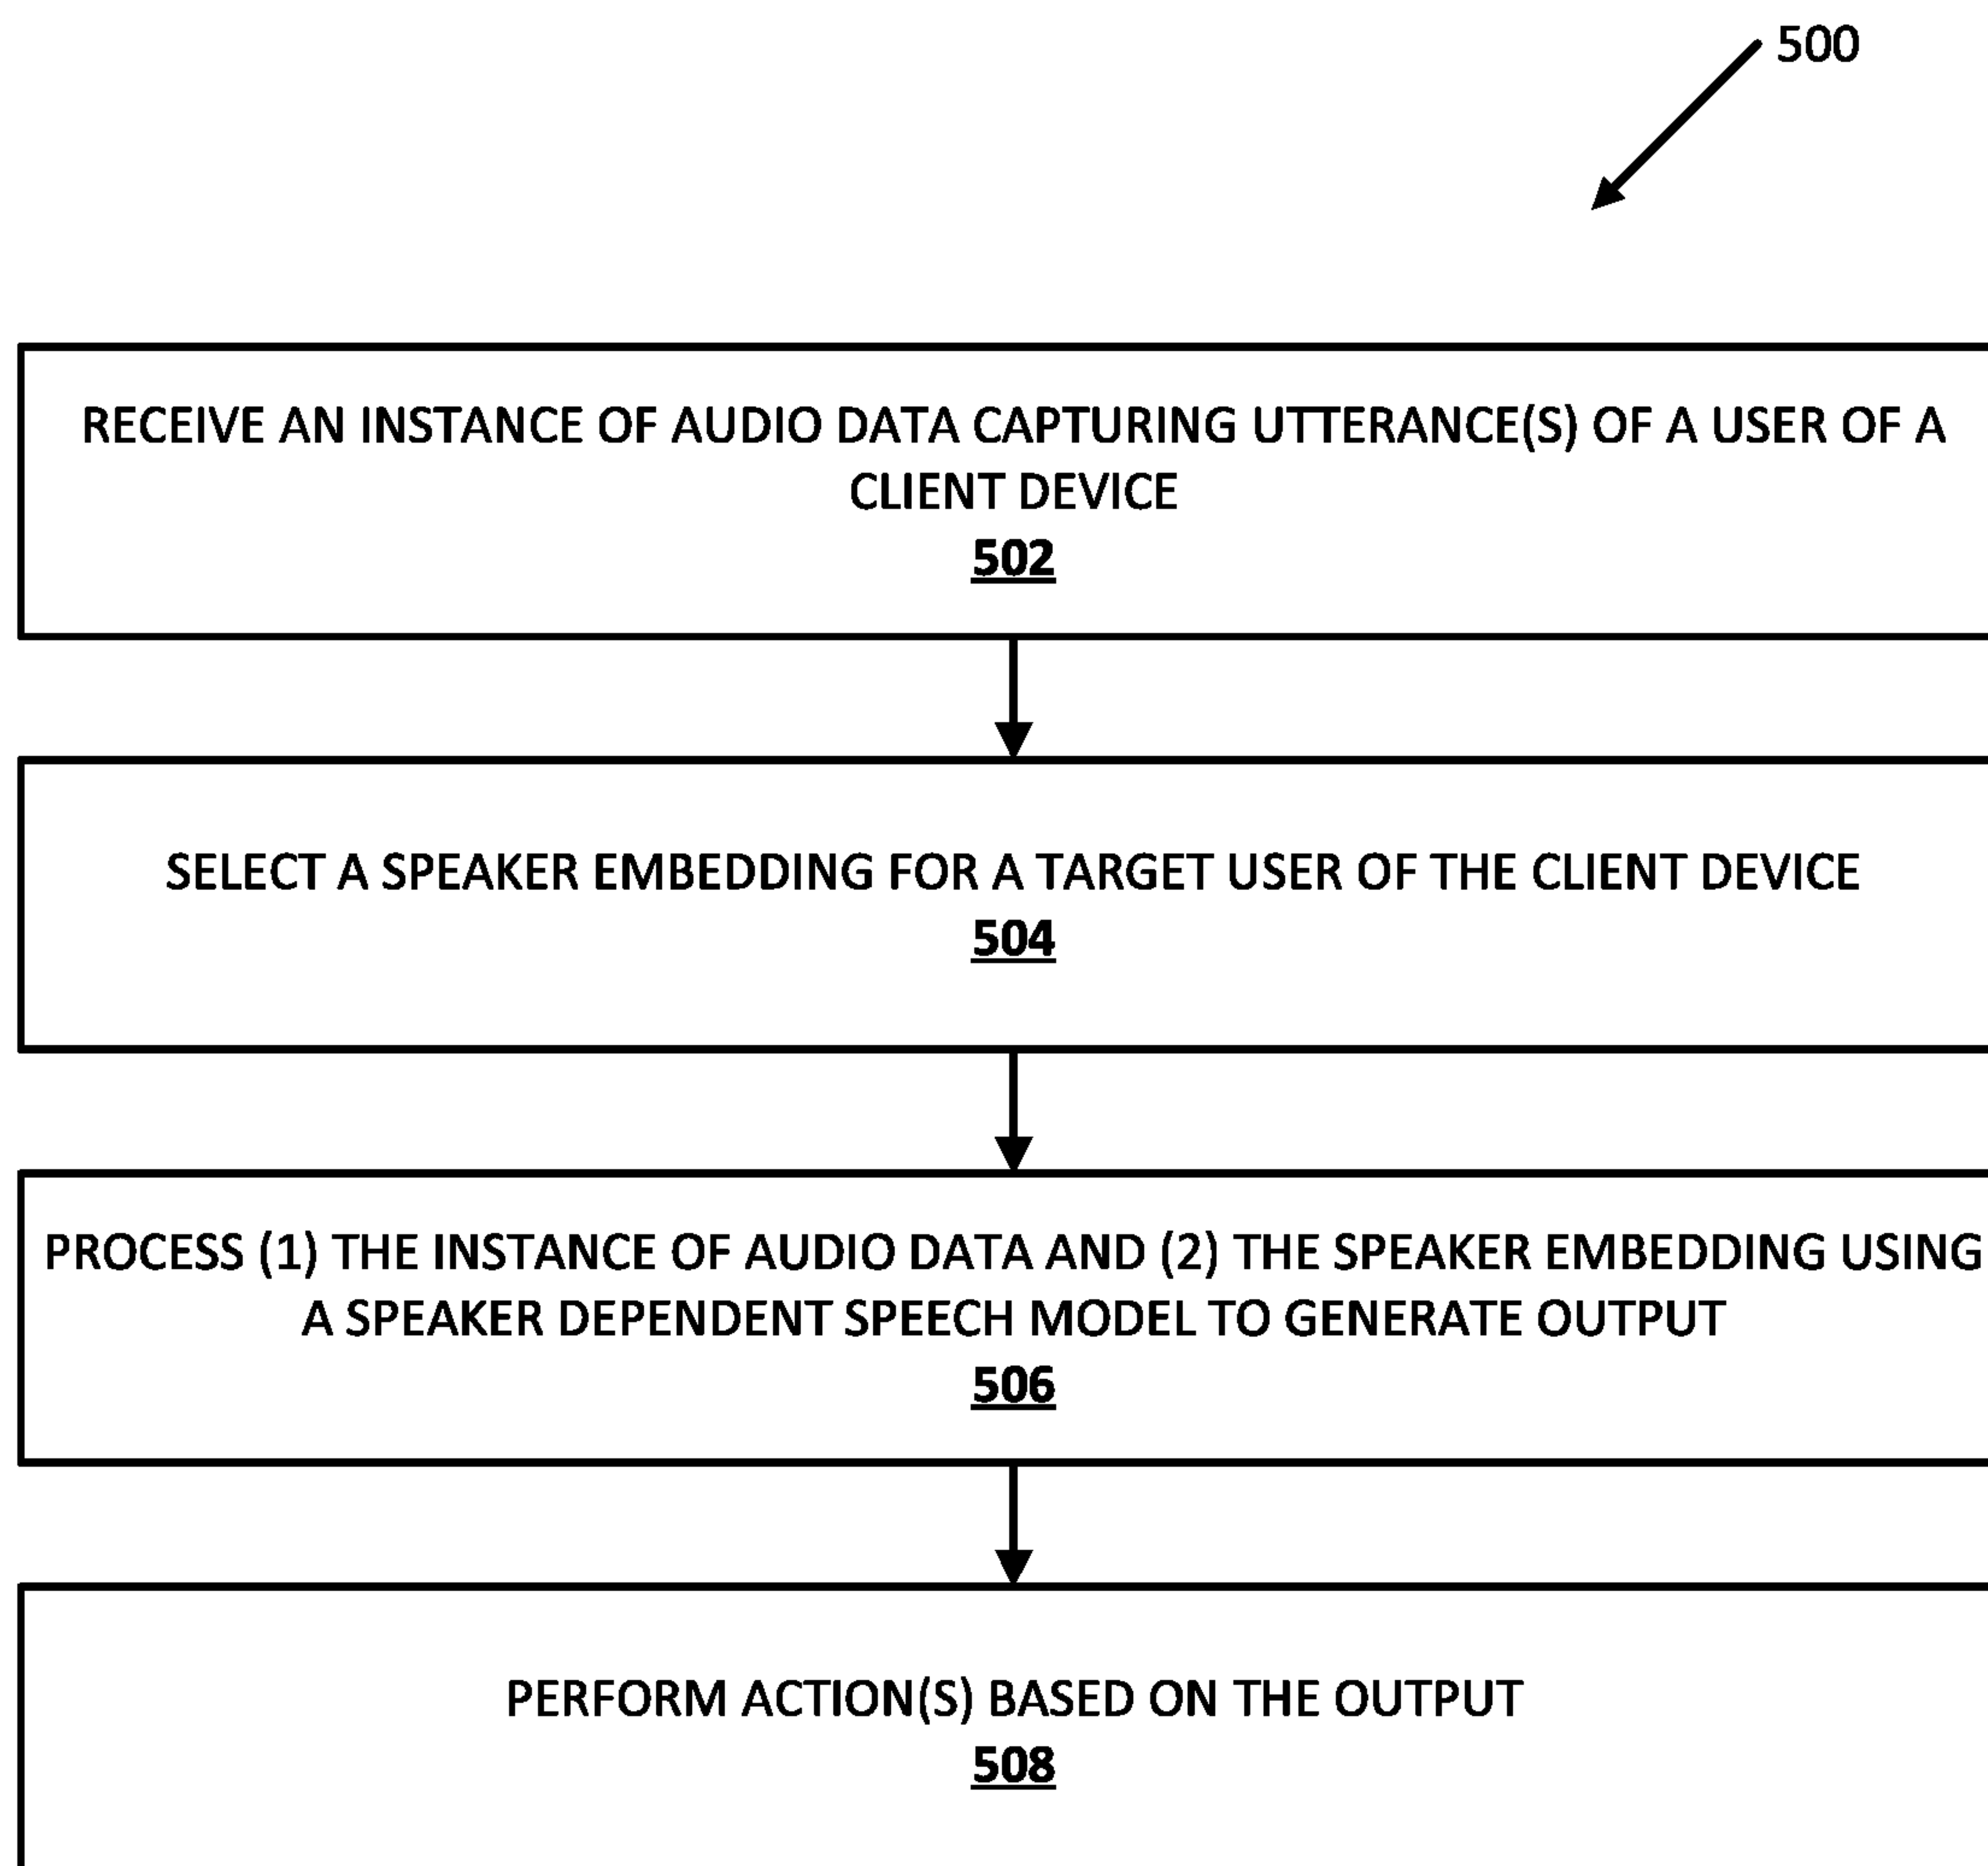 500
RECEIVE AN INSTANCE OF AUDIO DATA CAPTURING UTTERANCE(S) OF A USER OF A
CLIENT DEVICE
502
SELECT A SPEAKER EMBEDDING FOR A TARGET USER OF THE CLIENT DEVICE
504
PROCESS (1) THE INSTANCE OF AUDIO DATA AND (2) THE SPEAKER EMBEDDING USING
A SPEAKER DEPENDENT SPEECH MODEL TO GENERATE OUTPUT
506
PERFORM ACTION(S) BASED ON THE OUTPUT
508